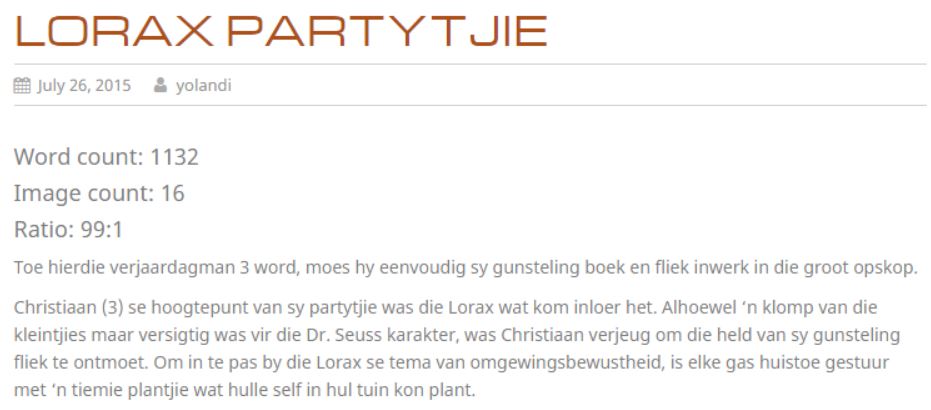 LORAX PARTYTJIE
July 26, 2015 yolandi
Word count: 1132
Image count: 16
Ratio: 99:1
Toe hierdie verjaardagman 3 word, moes hy eenvoudig sy gunsteling boek en fliek inwerk in die groot opskop.
Christiaan (3) se hoogtepunt van sy partytjie was die Lorax wat kom inloer het. Alhoewel ‘n klomp van die
kleintjies maar versigtig was vir die Dr. Seuss karakter, was Christiaan verjeug om die held van sy gunsteling
fliek te ontmoet. Om in te pas by die Lorax se tema van omgewingsbewustheid, is elke gas huistoe gestuur
met ‘n tiemie plantjie wat hulle self in hul tuin kon plant.